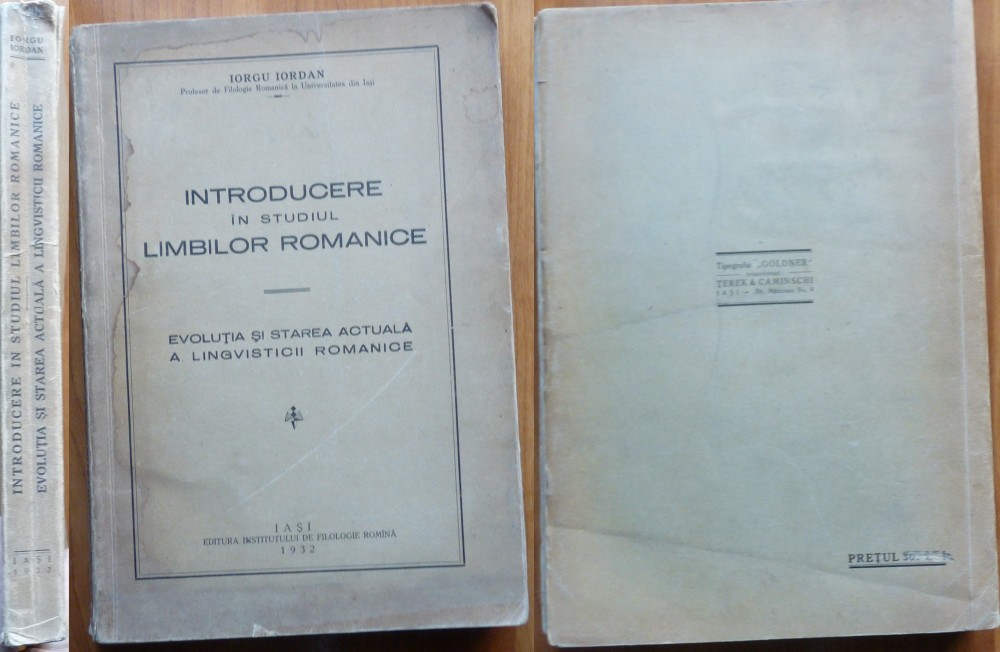 IORGU
IORDAN
INTRODUCERE IN STUDIUL LIMBILOR ROMANICE
EVOLUȚIA ȘI STAREA ACTUALĂ A LINGVISTICII ROMANICE
IAȘI
1932
IORGU IORDAN
Profesor de Filologie Romanică la Universitatea din Iași
INTRODUCERE
ÎN STUDIUL
LIMBILOR ROMANICE
EVOLUȚIA ȘI STAREA ACTUALĂ
A LINGVISTICII ROMANICE
IAȘI
EDITURA INSTITUTULUI DE FILOLOGIE ROMÎNĂ
1932
Tipografia „GOLDNER"
ȚEREK & CAMINSCHI
IAȘI —
PREȚUL